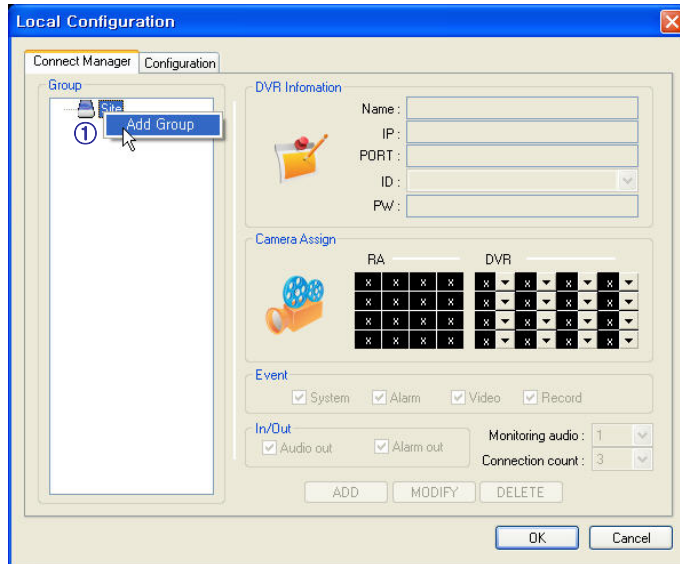 Local Configuration
Connect Manager
Configuration
Group
Site
Add Group
①
DVR Infomation
Name :
IP :
PORT :
ID :
PW :
Camera Assign
RA
DVR
x x x x x x x x
x x x x x x x x
x x x x x x x x
x x x x x x x x
Event
System
Alarm
Video
Record
In/Out
Audio out
Alarm out
Monitoring audio : 1
Connection count : 3
ADD
MODIFY
DELETE
OK
Cancel